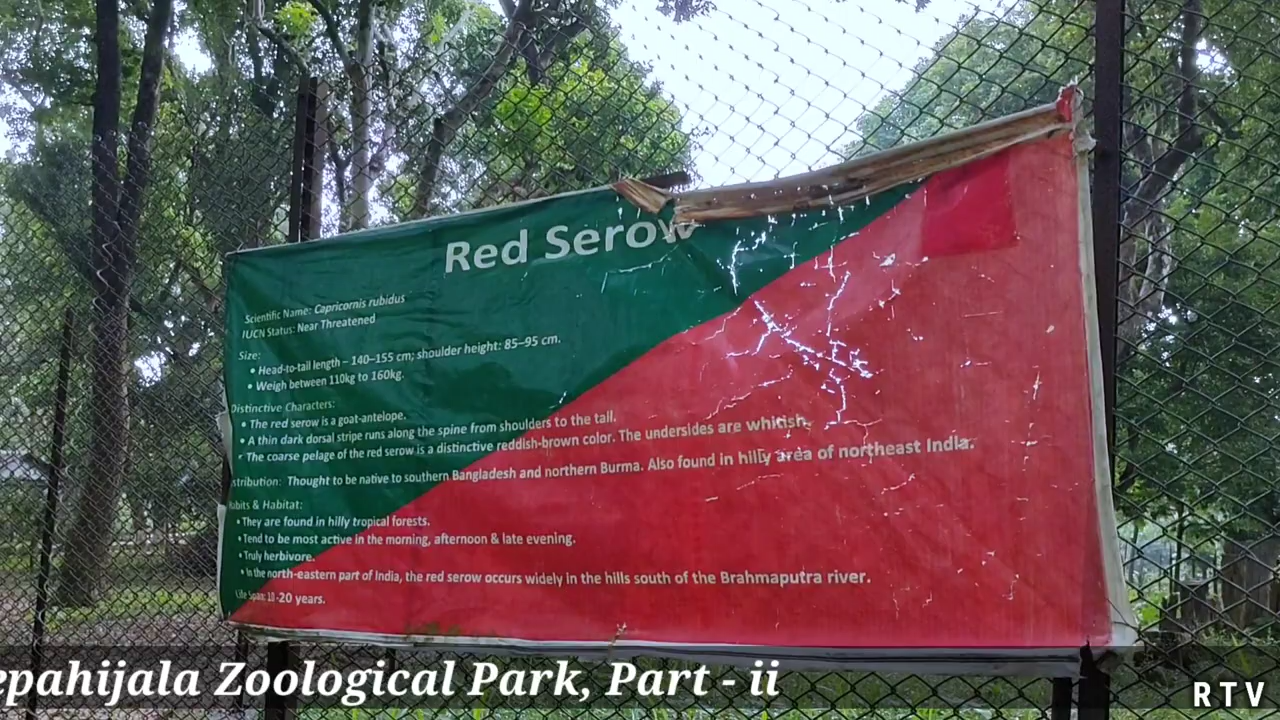 Red Serow
Scientific Name: Capricornis rubidus
IUCN Status: Near Threatened
Size:
• Head-to-tail length – 140–155 cm; shoulder height: 85–95 cm.
• Weigh between 110kg to 160kg.
Distinctive Characters:
• The red serow is a goat-antelope.
• A thin dark dorsal stripe runs along the spine from shoulders to the tail.
• The coarse pelage of the red serow is a distinctive reddish-brown color. The undersides are whitish.
stribution: Thought to be native to southern Bangladesh and northern Burma. Also found in hilly area of northeast India.
abits & Habitat:
• They are found in hilly tropical forests.
• Tend to be most active in the morning, afternoon & late evening.
• Truly herbivore.
• In the north-eastern part of India, the red serow occurs widely in the hills south of the Brahmaputra river.
Life Span: 10-20 years.
epahijala Zoological Park, Part - ii
RTV